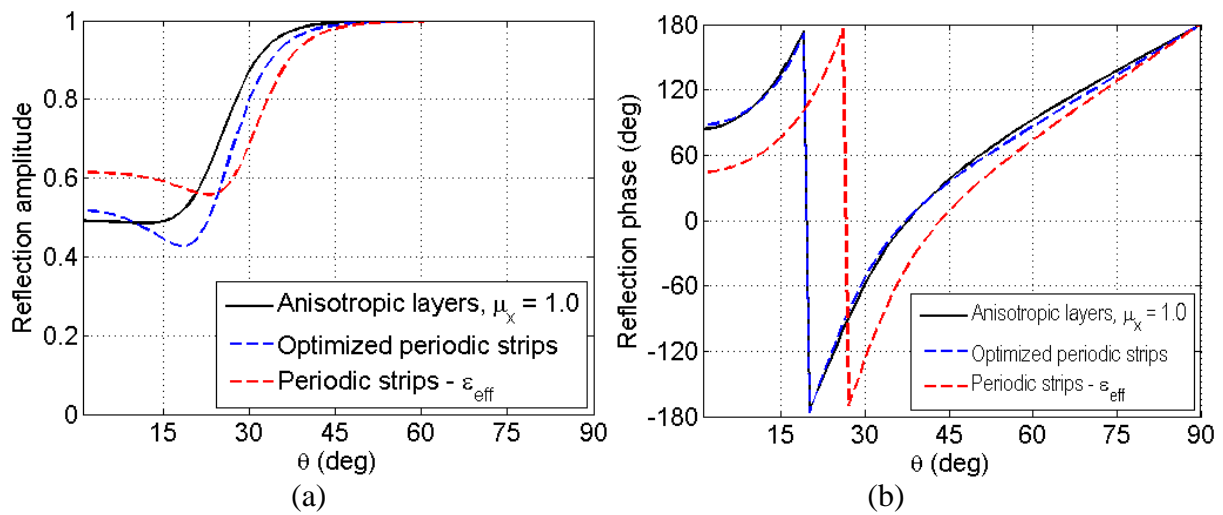 1
0.8
0.6
0.4
0.2
0
Reflection amplitude
15 30 45 60 75 90
θ (deg)
Anisotropic layers, μx = 1.0
Optimized periodic strips
Periodic strips - εeff
(a)
180
120
60
0
-60
-120
-180
Reflection phase (deg)
15 30 45 60 75 90
θ (deg)
Anisotropic layers, μx = 1.0
Optimized periodic strips
Periodic strips - εeff
(b)